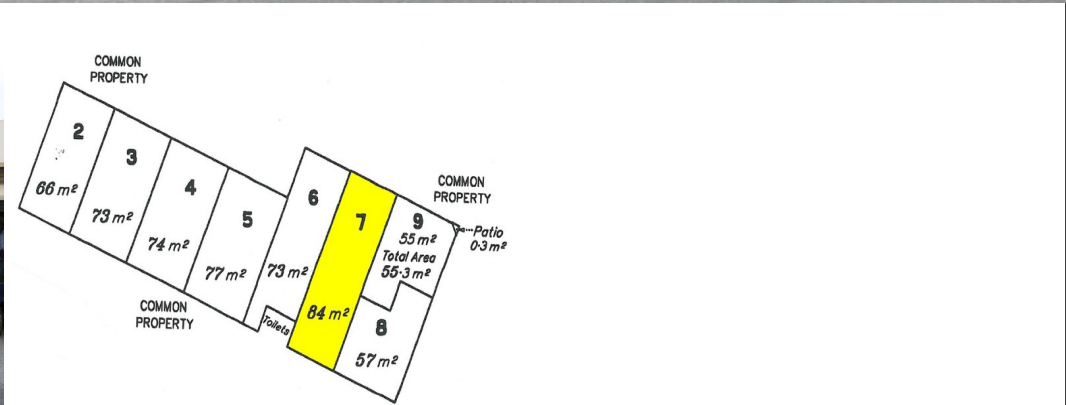 COMMON
PROPERTY
2
66 m²
3
73 m²
4
74 m²
5
77 m²
6
73 m²
Toilets
7
84 m²
COMMON
PROPERTY
9
55 m²
Total Area
55·3 m²
Patio
0·3 m²
8
57 m²
COMMON
PROPERTY